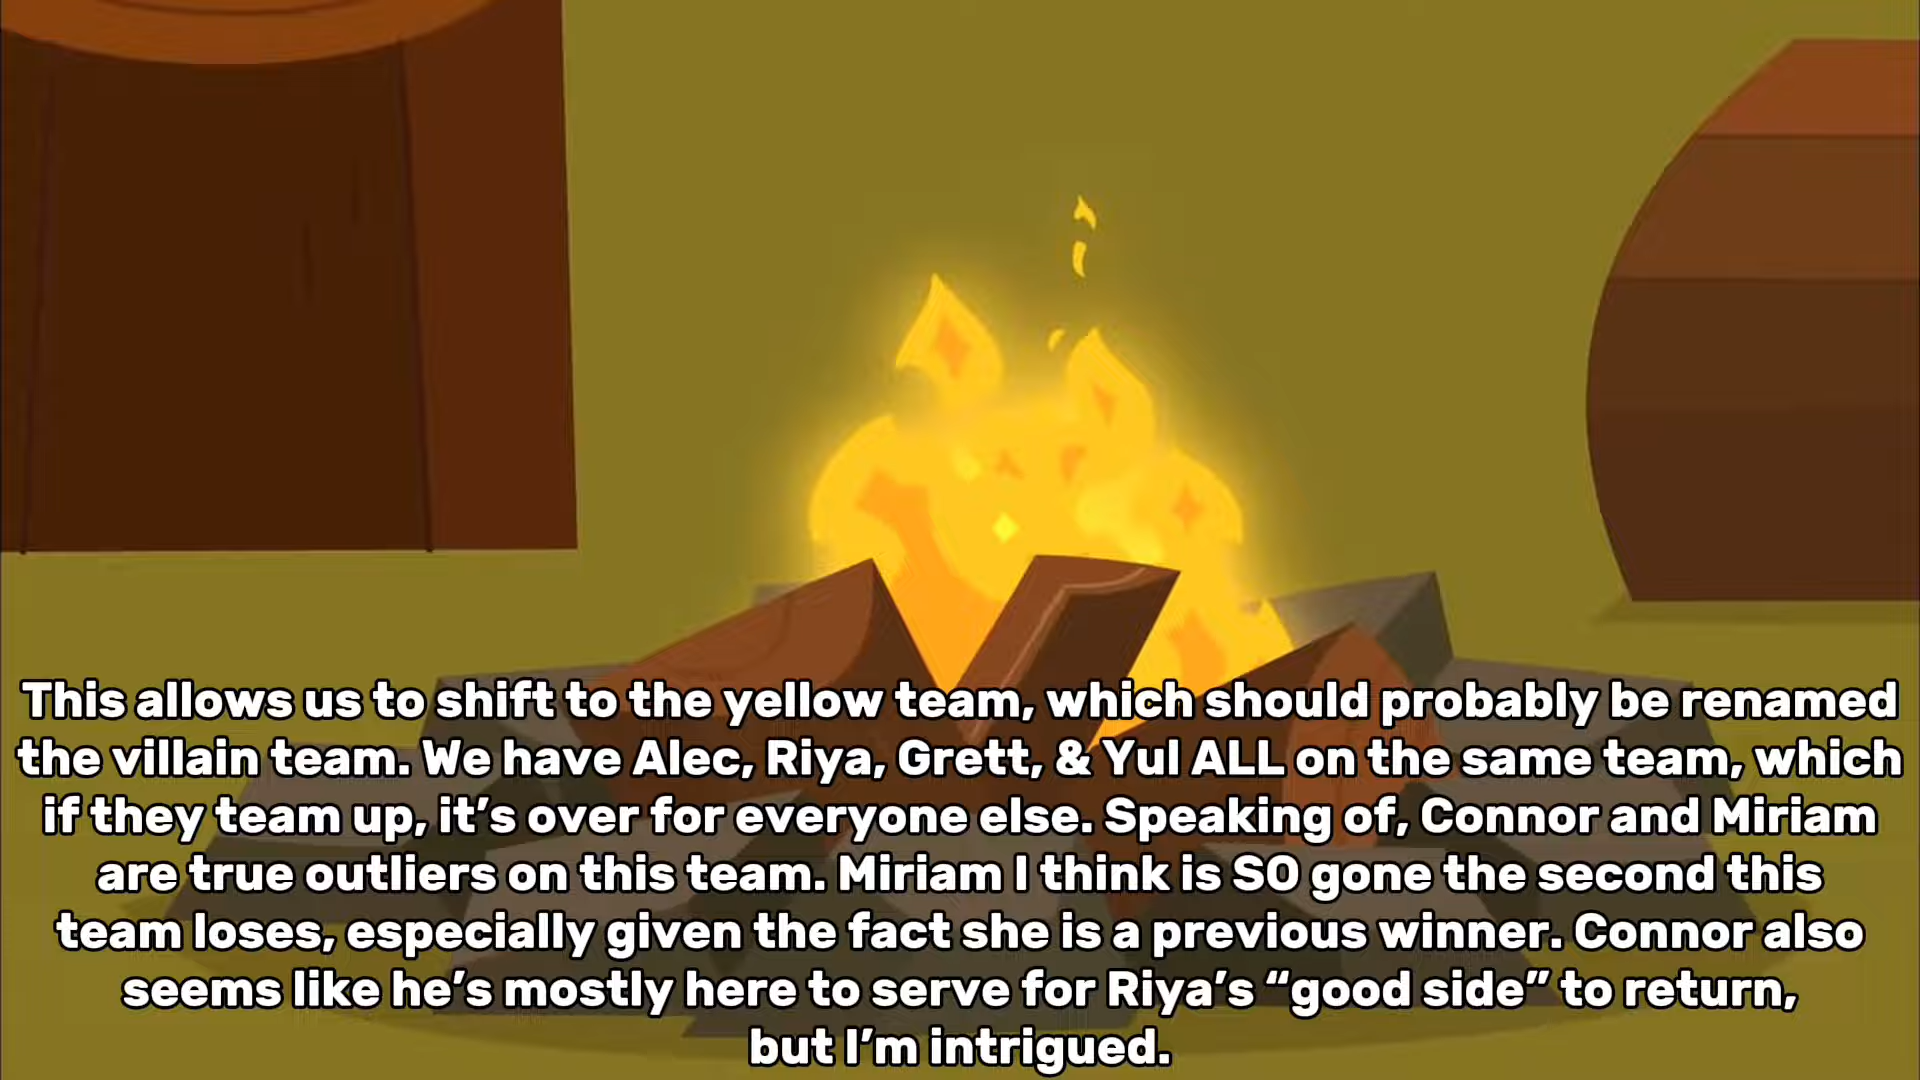 This allows us to shift to the yellow team, which should probably be renamed
the villain team. We have Alec, Riya, Grett, & Yul ALL on the same team, which
if they team up, it’s over for everyone else. Speaking of, Connor and Miriam
are true outliers on this team. Miriam I think is SO gone the second this
team loses, especially given the fact she is a previous winner. Connor also
seems like he’s mostly here to serve for Riya’s “good side” to return,
but I’m intrigued.